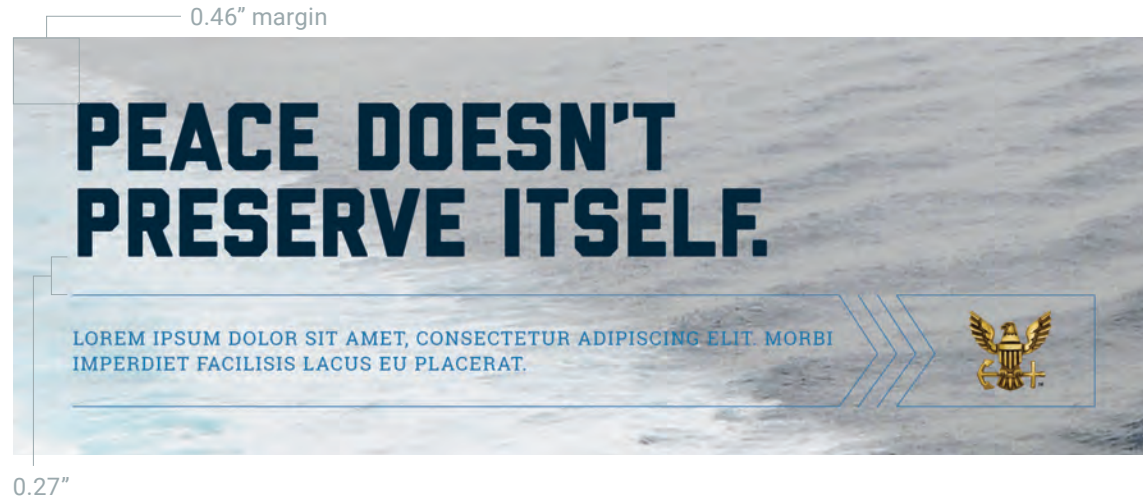 0.46” margin
PEACE DOESN’T
PRESERVE ITSELF.
LOREM IPSUM DOLOR SIT AMET, CONSECTETUR ADIPISCING ELIT. MORBI
IMPERDIET FACILISIS LACUS EU PLACERAT.
0.27”